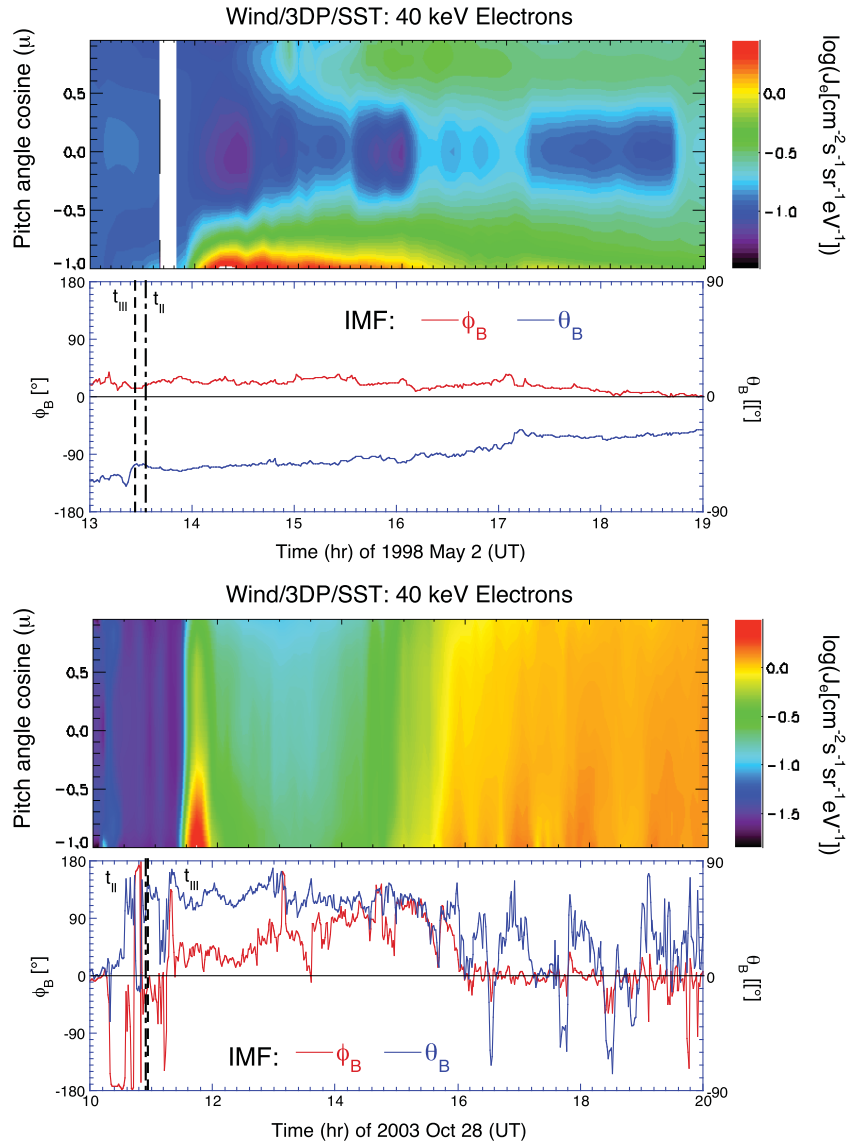 Wind/3DP/SST: 40 keV Electrons
Pitch angle cosine (μ)
0.5
0.0
−0.5
−1.0
0.0
−0.5
−1.0
log(Je[cm-2s-1sr-1eV-1])
180
90
0
-90
-180
ϕB [°]
tIII
tII
IMF:
ϕB
θB
90
0
-90
θB [[°]
13
14
15
16
17
18
19
Time (hr) of 1998 May 2 (UT)
Wind/3DP/SST: 40 keV Electrons
Pitch angle cosine (μ)
0.5
0.0
−0.5
−1.0
0.0
−0.5
−1.0
−1.5
log(Je[cm-2s-1sr-1eV-1])
180
90
0
-90
-180
ϕB [°]
tII
tIII
IMF:
ϕB
θB
90
0
-90
θB [[°]
10
12
14
16
18
20
Time (hr) of 2003 Oct 28 (UT)